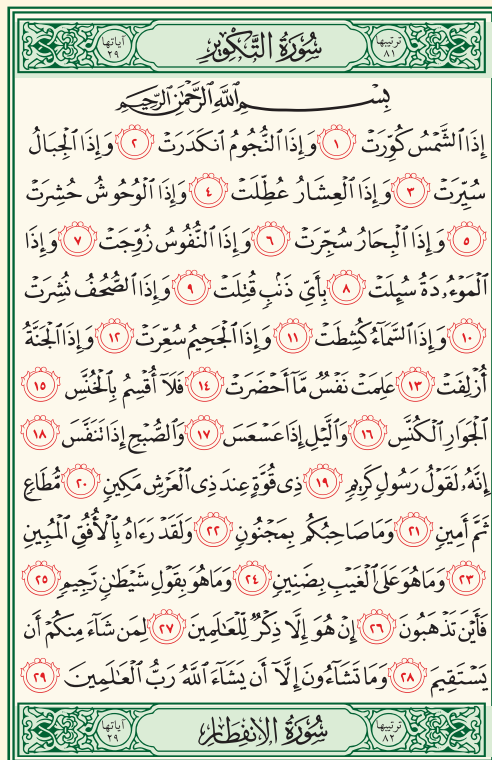 ترتيبها ٨١ سُورَةُ التَّكْوِيرِ آياتها ٢٩
بِسْمِ ٱللَّهِ ٱلرَّحْمَٰنِ ٱلرَّحِيمِ
إِذَا ٱلشَّمْسُ كُوِّرَتْ ١ وَإِذَا ٱلنُّجُومُ ٱنكَدَرَتْ ٢ وَإِذَا ٱلْجِبَالُ
سُيِّرَتْ ٣ وَإِذَا ٱلْعِشَارُ عُطِّلَتْ ٤ وَإِذَا ٱلْوُحُوشُ حُشِرَتْ
٥ وَإِذَا ٱلْبِحَارُ سُجِّرَتْ ٦ وَإِذَا ٱلنُّفُوسُ زُوِّجَتْ ٧ وَإِذَا
ٱلْمَوْءُۥدَةُ سُئِلَتْ ٨ بِأَيِّ ذَنۢبٍ قُتِلَتْ ٩ وَإِذَا ٱلصُّحُفُ نُشِرَتْ
١٠ وَإِذَا ٱلسَّمَآءُ كُشِطَتْ ١١ وَإِذَا ٱلْجَحِيمُ سُعِّرَتْ ١٢ وَإِذَا ٱلْجَنَّةُ
أُزْلِفَتْ ١٣ عَلِمَتْ نَفْسٌ مَّآ أَحْضَرَتْ ١٤ فَلَآ أُقْسِمُ بِٱلْخُنَّسِ ١٥
ٱلْجَوَارِ ٱلْكُنَّسِ ١٦ وَٱلَّيْلِ إِذَا عَسْعَسَ ١٧ وَٱلصُّبْحِ إِذَا تَنَفَّسَ ١٨
إِنَّهُۥ لَقَوْلُ رَسُولٍ كَرِيمٍ ١٩ ذِى قُوَّةٍ عِندَ ذِى ٱلْعَرْشِ مَكِينٍ ٢٠ مُّطَاعٍ
ثَمَّ أَمِينٍ ٢١ وَمَا صَاحِبُكُم بِمَجْنُونٍ ٢٢ وَلَقَدْ رَءَاهُ بِٱلْأُفُقِ ٱلْمُبِينِ
٢٣ وَمَا هُوَ عَلَى ٱلْغَيْبِ بِضَنِينٍ ٢٤ وَمَا هُوَ بِقَوْلِ شَيْطَٰنٍ رَّجِيمٍ ٢٥
فَأَيْنَ تَذْهَبُونَ ٢٦ إِنْ هُوَ إِلَّا ذِكْرٌ لِّلْعَٰلَمِينَ ٢٧ لِمَن شَآءَ مِنكُمْ أَن
يَسْتَقِيمَ ٢٨ وَمَا تَشَآءُونَ إِلَّآ أَن يَشَآءَ ٱللَّهُ رَبُّ ٱلْعَٰلَمِينَ ٢٩
ترتيبها ٨٢ سُورَةُ الانفِطَارِ آياتها ٢٩